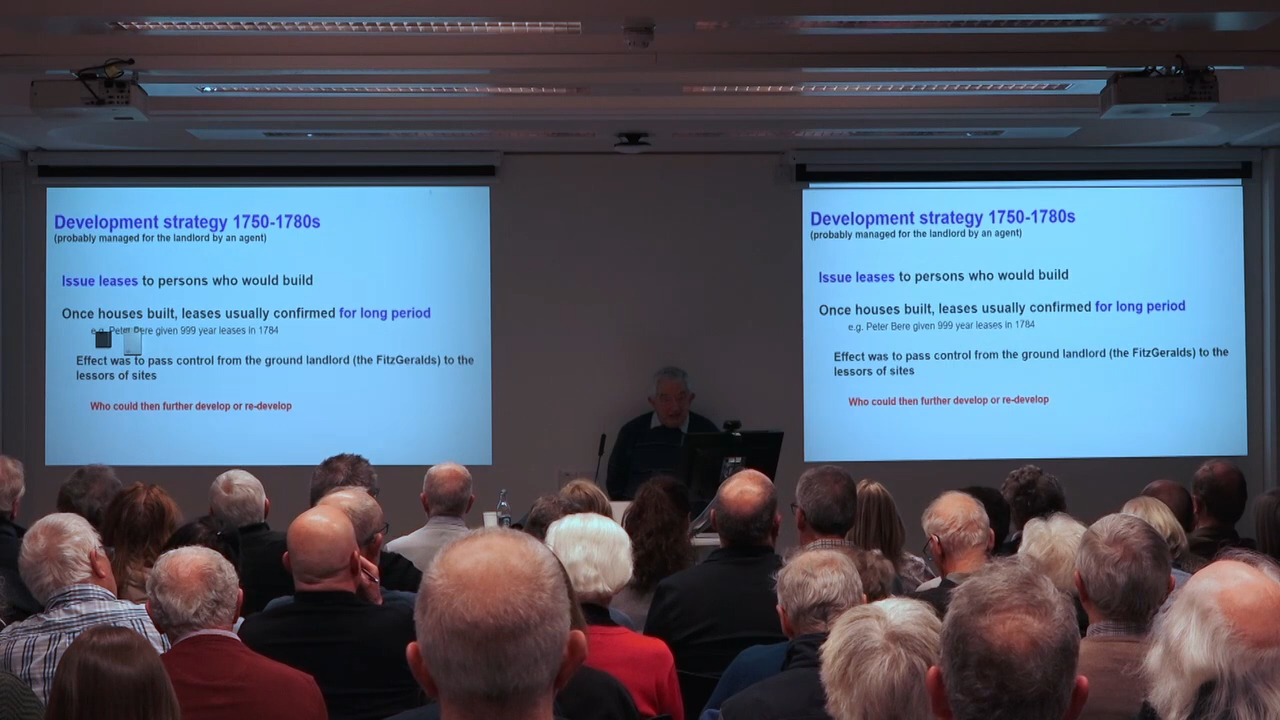 Development strategy 1750-1780s
(probably managed for the landlord by an agent)
Issue leases to persons who would build
Once houses built, leases usually confirmed for long period
e.g. Peter Bere given 999 year leases in 1784
Effect was to pass control from the ground landlord (the FitzGeralds) to the
lessors of sites
Who could then further develop or re-develop
Development strategy 1750-1780s
(probably managed for the landlord by an agent)
Issue leases to persons who would build
Once houses built, leases usually confirmed for long period
e.g. Peter Bere given 999 year leases in 1784
Effect was to pass control from the ground landlord (the FitzGeralds) to the
lessors of sites
Who could then further develop or re-develop